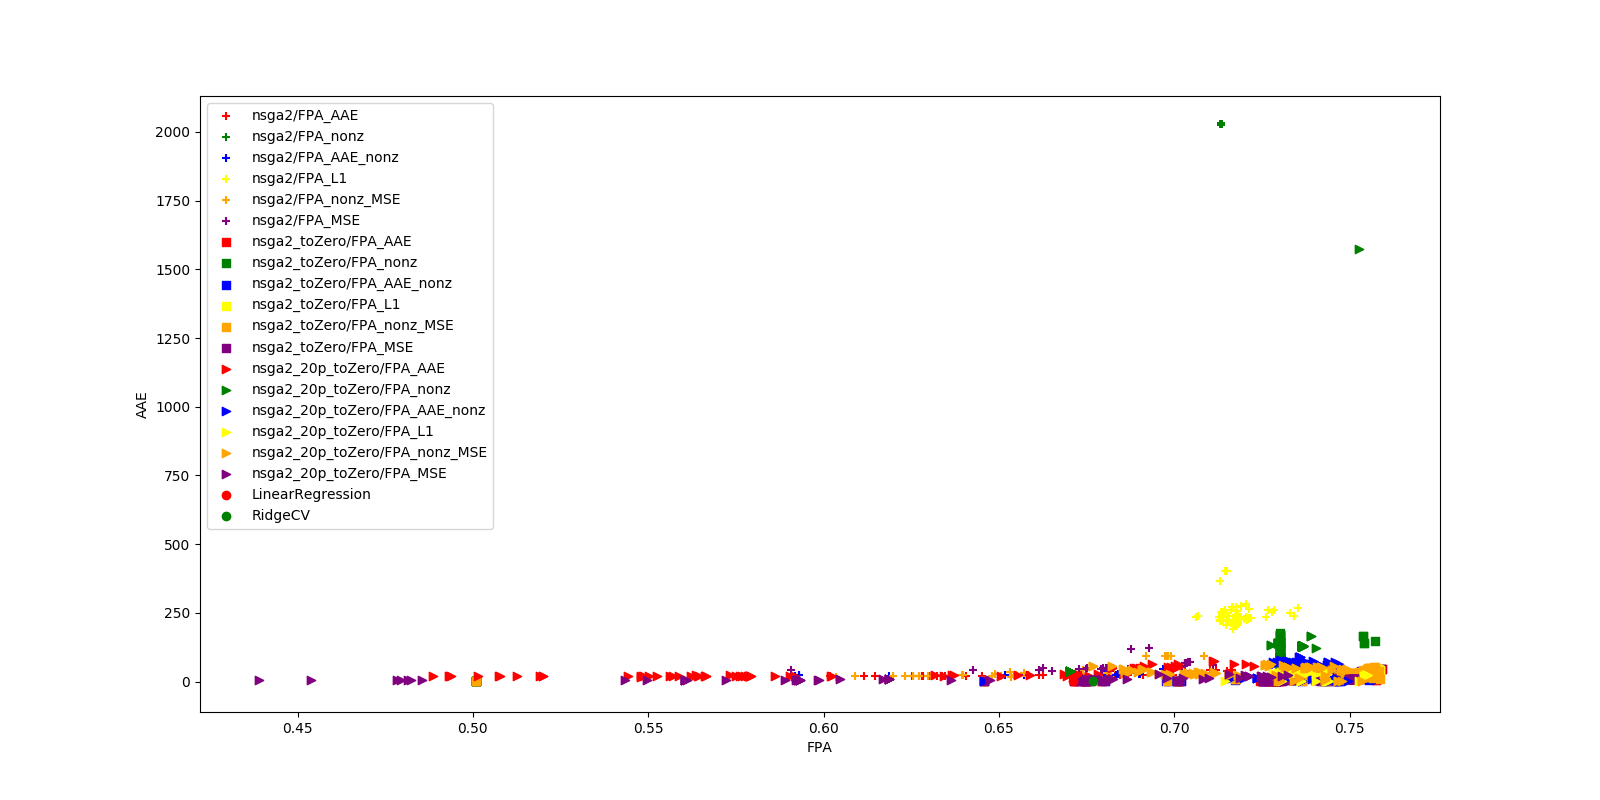 nsga2/FPA_AAE
nsga2/FPA_nonz
nsga2/FPA_AAE_nonz
nsga2/FPA_L1
nsga2/FPA_nonz_MSE
nsga2/FPA_MSE
nsga2_toZero/FPA_AAE
nsga2_toZero/FPA_nonz
nsga2_toZero/FPA_AAE_nonz
nsga2_toZero/FPA_L1
nsga2_toZero/FPA_nonz_MSE
nsga2_toZero/FPA_MSE
nsga2_20p_toZero/FPA_AAE
nsga2_20p_toZero/FPA_nonz
nsga2_20p_toZero/FPA_AAE_nonz
nsga2_20p_toZero/FPA_L1
nsga2_20p_toZero/FPA_nonz_MSE
nsga2_20p_toZero/FPA_MSE
LinearRegression
RidgeCV
2000
1750
1500
1250
1000
750
500
250
0
AAE
0.45 0.50 0.55 0.60 0.65 0.70 0.75
FPA